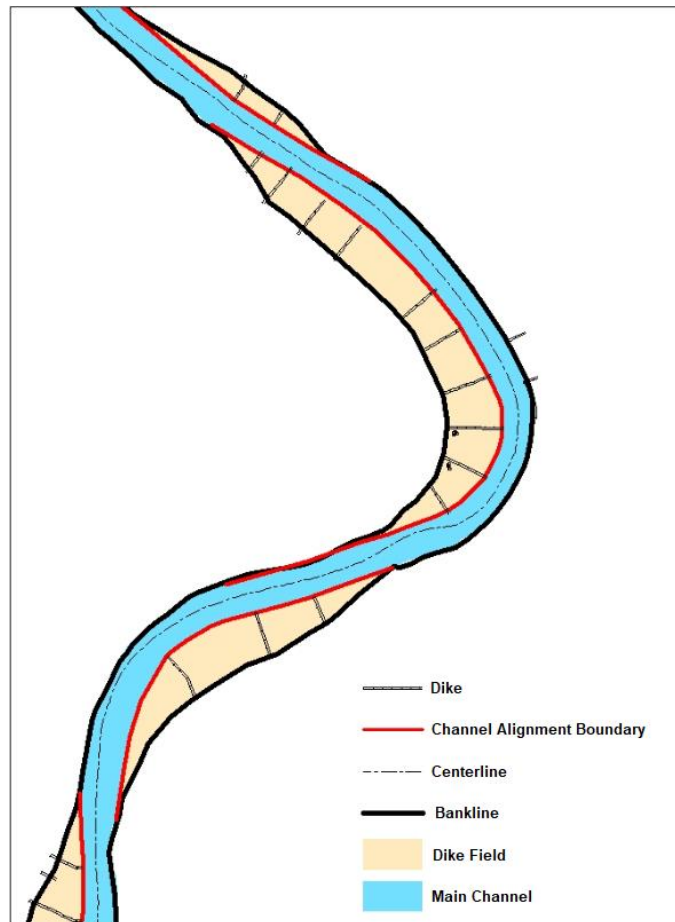 Dike
Channel Alignment Boundary
Centerline
Bankline
Dike Field
Main Channel